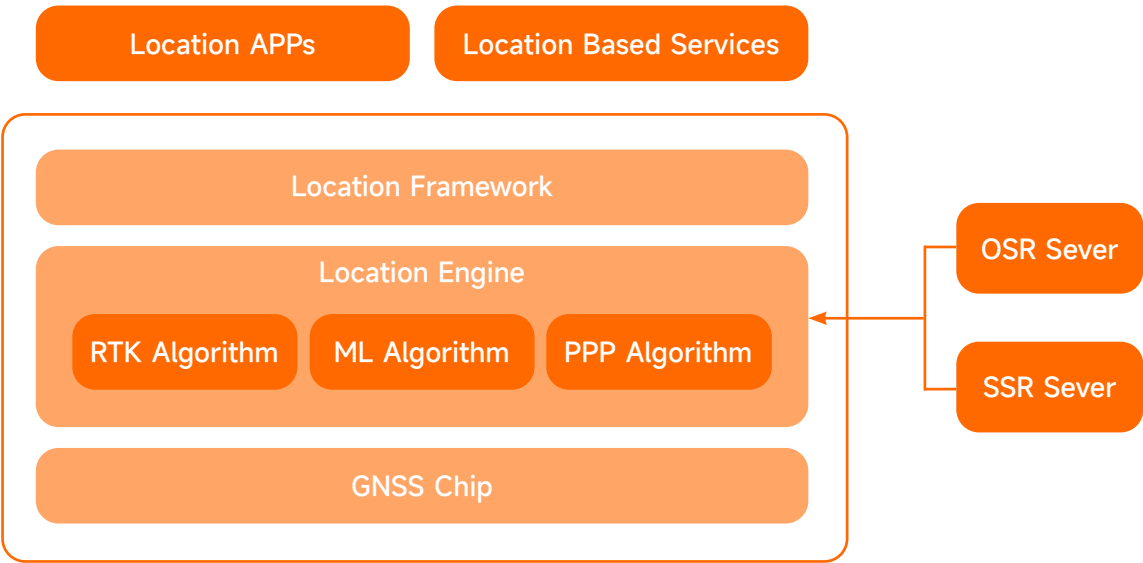 Location APPs
Location Based Services
Location Framework
Location Engine
RTK Algorithm
ML Algorithm
PPP Algorithm
GNSS Chip
OSR Sever
SSR Sever